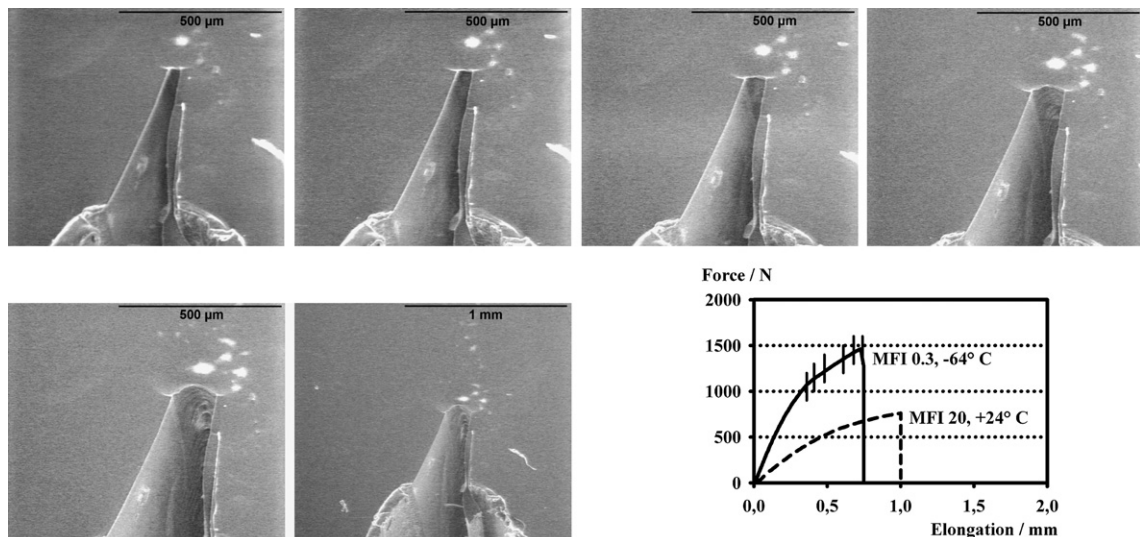 500 µm
500 µm
500 µm
500 µm
500 µm
1 mm
Force / N
2000
1500
MFI 0.3, -64° C
1000
MFI 20, +24° C
500
0
0,0
0,5
1,0
1,5
2,0
Elongation / mm